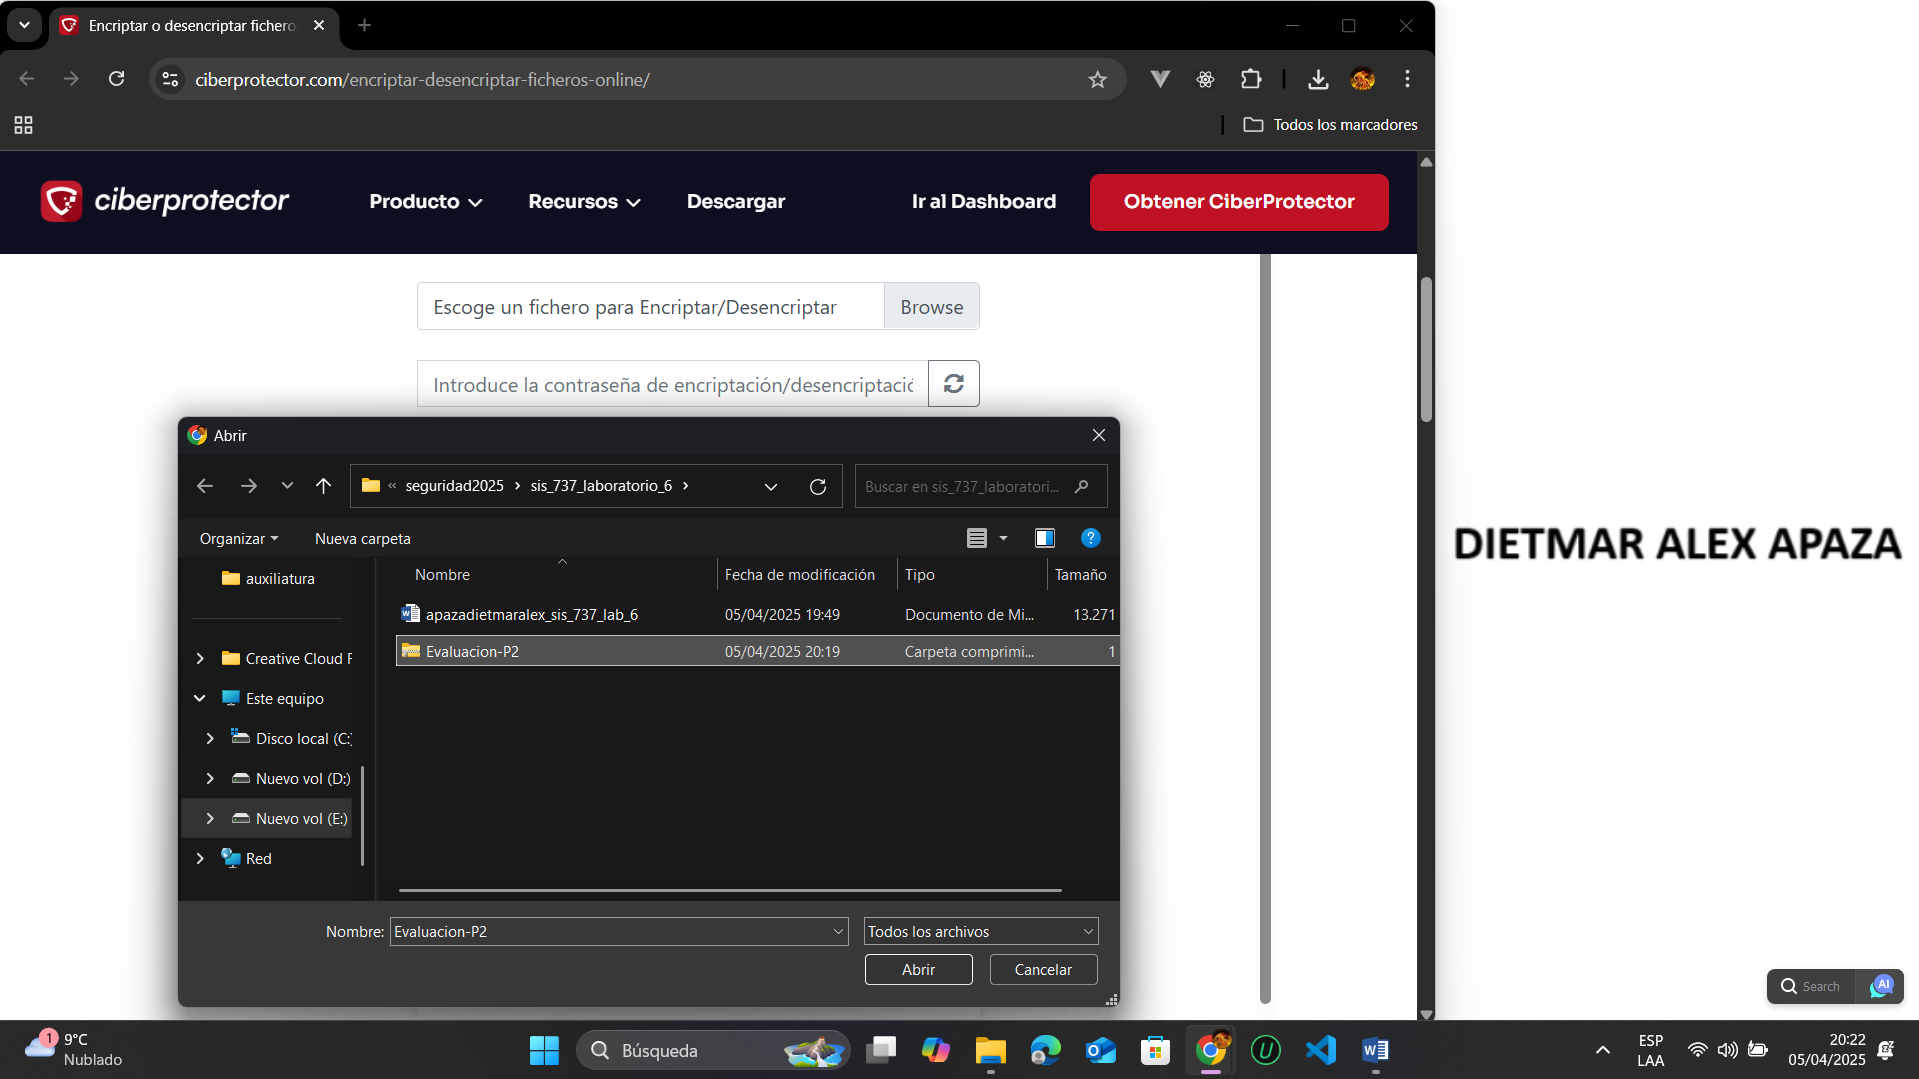 Encriptar o desencriptar fichero
ciberprotector.com/encriptar-desencriptar-ficheros-online/
Todos los marcadores
ciberprotector
Producto
Recursos
Descargar
Ir al Dashboard
Obtener CiberProtector
Escoge un fichero para Encriptar/Desencriptar
Browse
Introduce la contraseña de encriptación/desencriptació
Abrir
« seguridad2025 > sis_737_laboratorio_6 >
Buscar en sis_737_laboratori...
Organizar
Nueva carpeta
?
auxiliatura
Creative Cloud F
Este equipo
Disco local (C:)
Nuevo vol (D:)
Nuevo vol (E:)
Red
Nombre
Fecha de modificación
Tipo
Tamaño
apazadietmaralex_sis_737_lab_6
05/04/2025 19:49
Documento de Mi...
13.271
Evaluacion-P2
05/04/2025 20:19
Carpeta comprimi...
1
Nombre:
Evaluacion-P2
Todos los archivos
Abrir
Cancelar
DIETMAR ALEX APAZA
Search
AI
1
9°C
Nublado
Búsqueda
ESP
LAA
20:22
05/04/2025